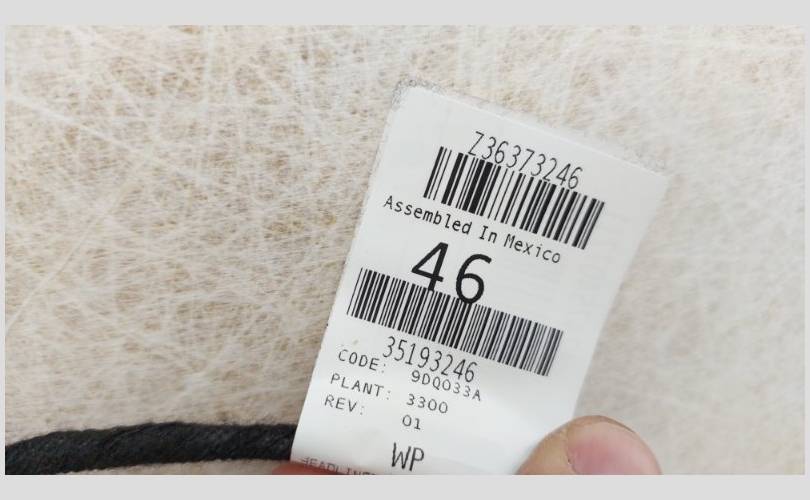 Z36373246
Assembled In Mexico
46
35193246
CODE: 9DQ033A
PLANT: 3300
REV: 01
WP